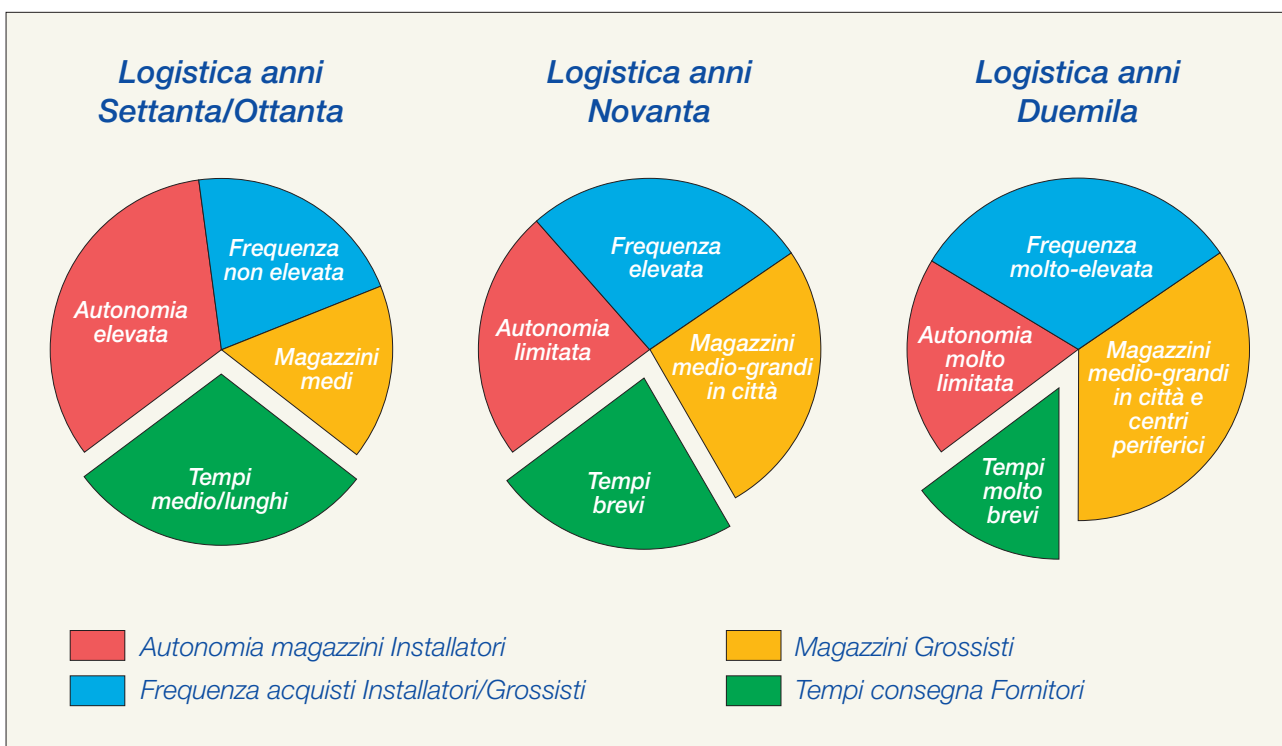 Logistica anni
Settanta/Ottanta
Frequenza
non elevata
Autonomia
elevata
Magazzini
medi
Tempi
medio/lunghi
Logistica anni
Novanta
Frequenza
elevata
Autonomia
limitata
Magazzini
medio-grandi
in città
Tempi
brevi
Logistica anni
Duemila
Frequenza
molto-elevata
Autonomia
molto
limitata
Magazzini
medio-grandi
in città e
centri
periferici
Tempi
molto
brevi
Autonomia magazzini Installatori
Frequenza acquisti Installatori/Grossisti
Magazzini Grossisti
Tempi consegna Fornitori